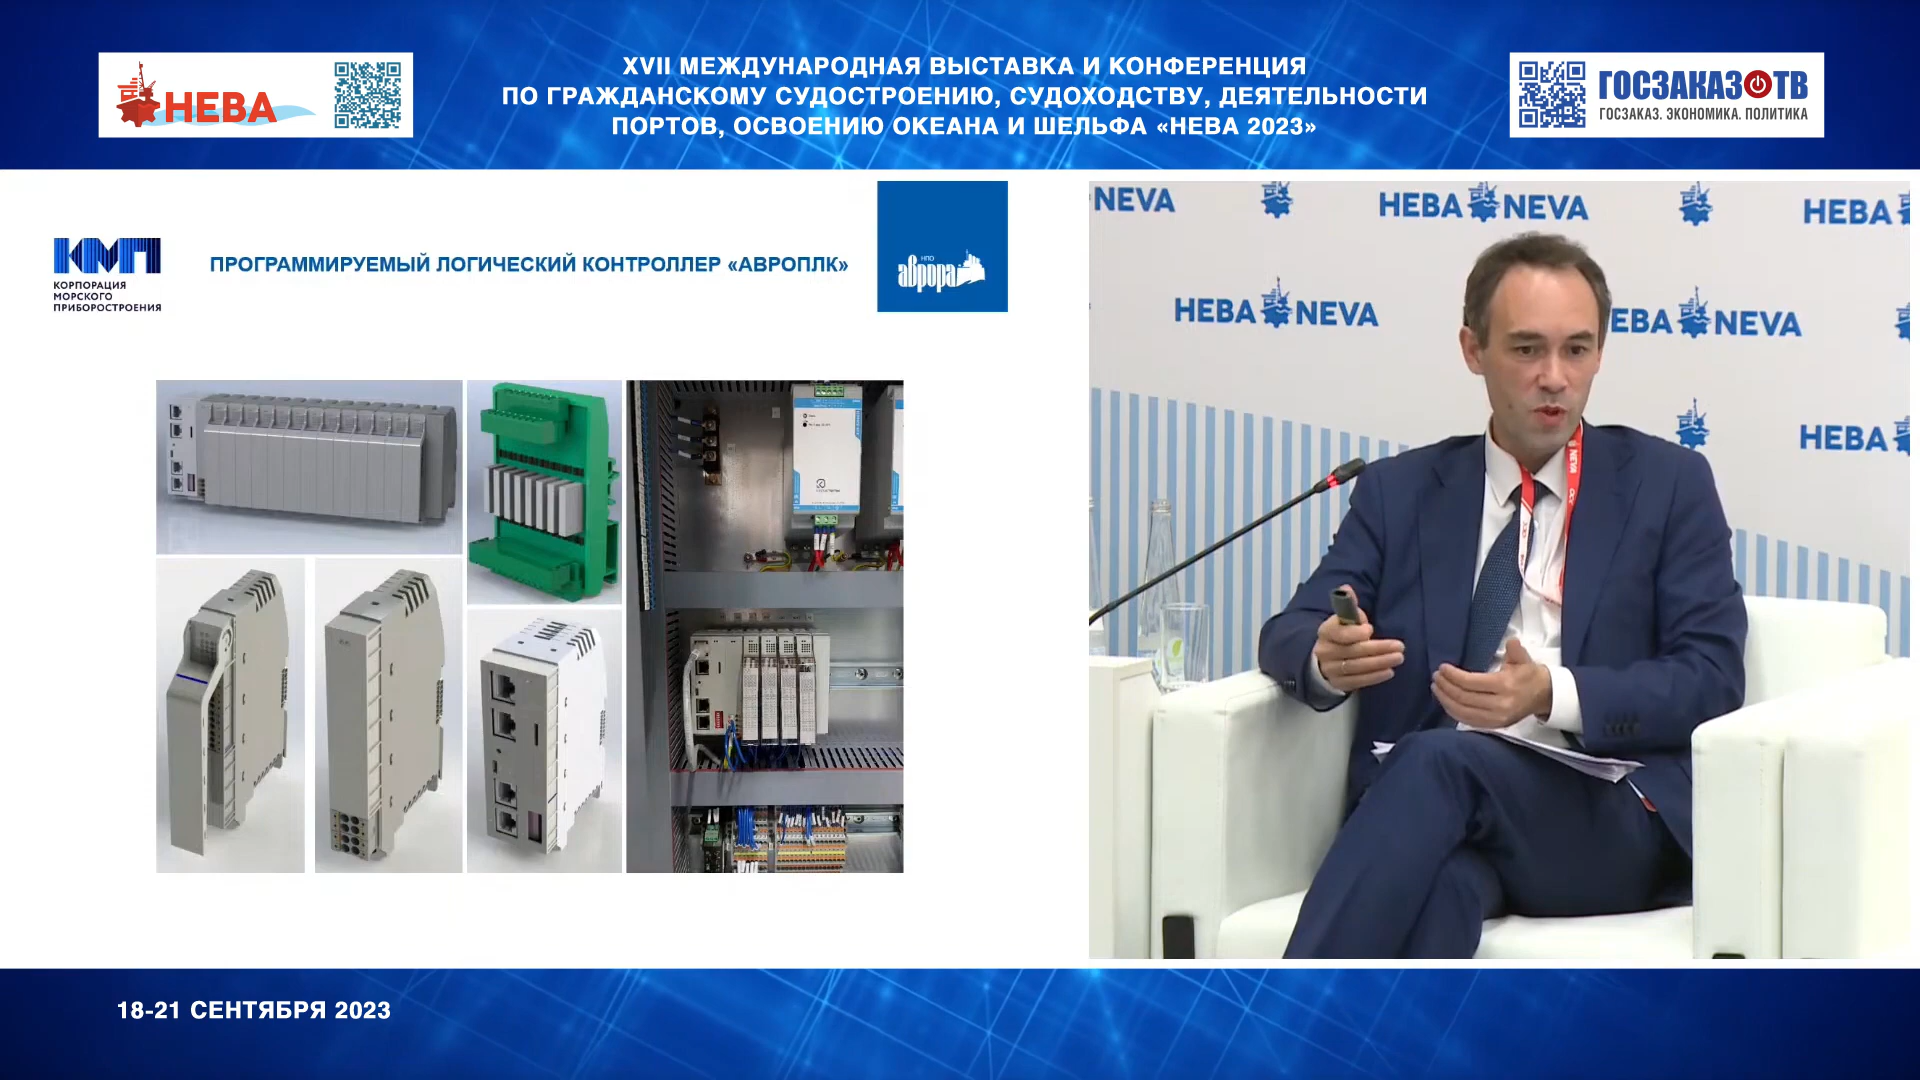 НЕВА
XVII МЕЖДУНАРОДНАЯ ВЫСТАВКА И КОНФЕРЕНЦИЯ
ПО ГРАЖДАНСКОМУ СУДОСТРОЕНИЮ, СУДОХОДСТВУ, ДЕЯТЕЛЬНОСТИ
ПОРТОВ, ОСВОЕНИЮ ОКЕАНА И ШЕЛЬФА «НЕВА 2023»
ГОСЗАКАЗ ТВ
ГОСЗАКАЗ. ЭКОНОМИКА. ПОЛИТИКА
КМП
КОРПОРАЦИЯ
МОРСКОГО
ПРИБОРОСТРОЕНИЯ
ПРОГРАММИРУЕМЫЙ ЛОГИЧЕСКИЙ КОНТРОЛЛЕР «АВРОПЛК»
НПО
аврора
NEVA
НЕВА NEVA
НЕВА
НЕВА NEVA
ЕВА NEVA
НЕВА
NEVA
18-21 СЕНТЯБРЯ 2023